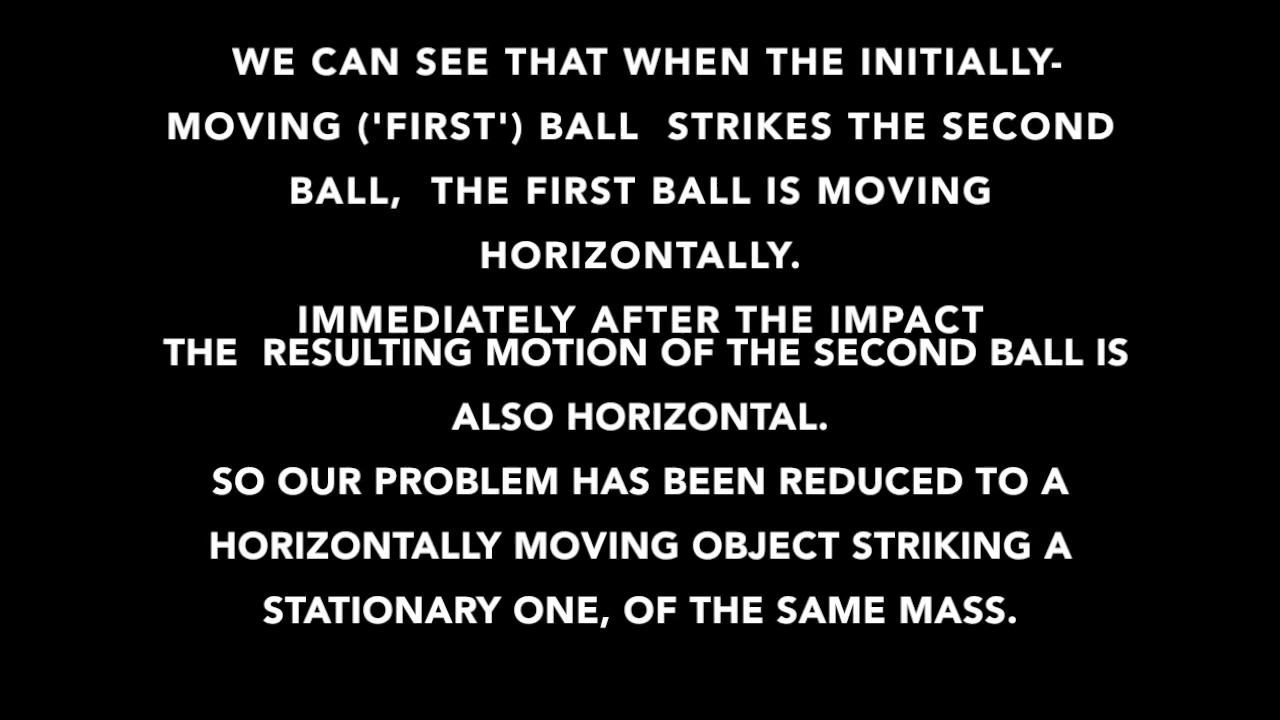 WE CAN SEE THAT WHEN THE INITIALLY-
MOVING ('FIRST') BALL  STRIKES THE SECOND
BALL,  THE FIRST BALL IS MOVING
HORIZONTALLY.
IMMEDIATELY AFTER THE IMPACT
THE  RESULTING MOTION OF THE SECOND BALL IS
ALSO HORIZONTAL.
SO OUR PROBLEM HAS BEEN REDUCED TO A
HORIZONTALLY MOVING OBJECT STRIKING A
STATIONARY ONE, OF THE SAME MASS.